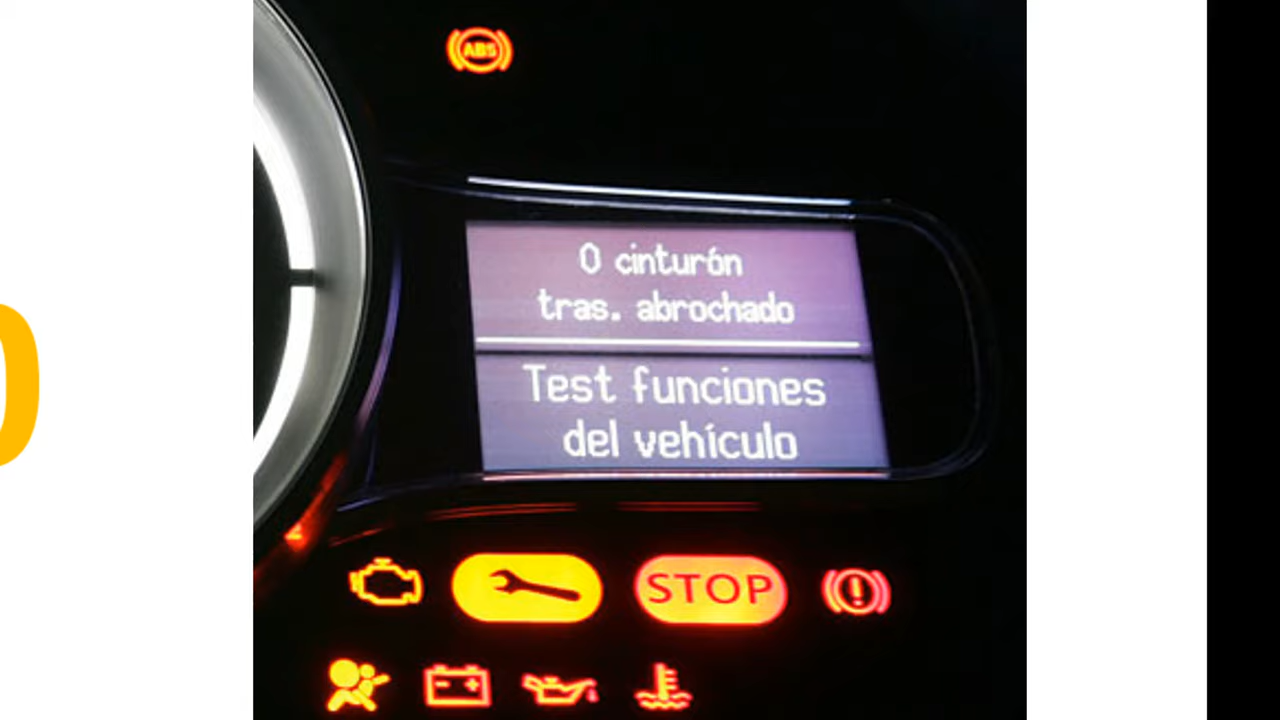 ABS
0 cinturón
tras. abrochado
Test funciones
del vehículo
STOP